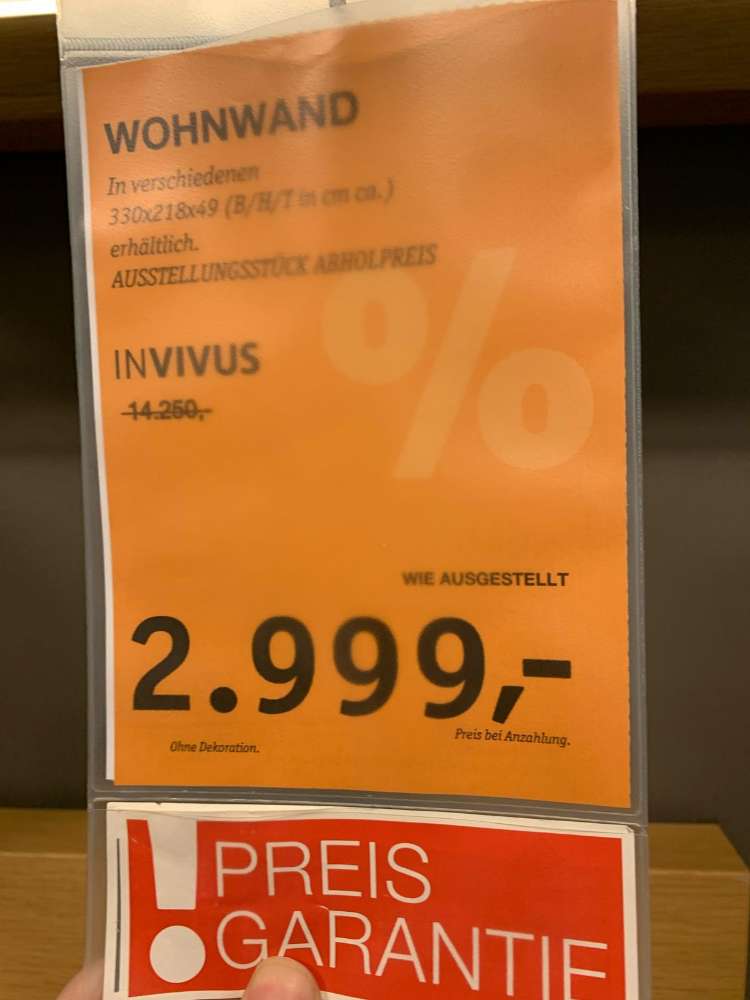 WOHNWAND
In verschiedenen
330x218x49 (B/H/T in cm ca.)
erhältlich.
AUSSTELLUNGSSTÜCK ABHOLPREIS
%
INVIVUS
14.250,-
WIE AUSGESTELLT
2.999,-
Preis bei Anzahlung.
Ohne Dekoration.
! PREIS
GARANTIE